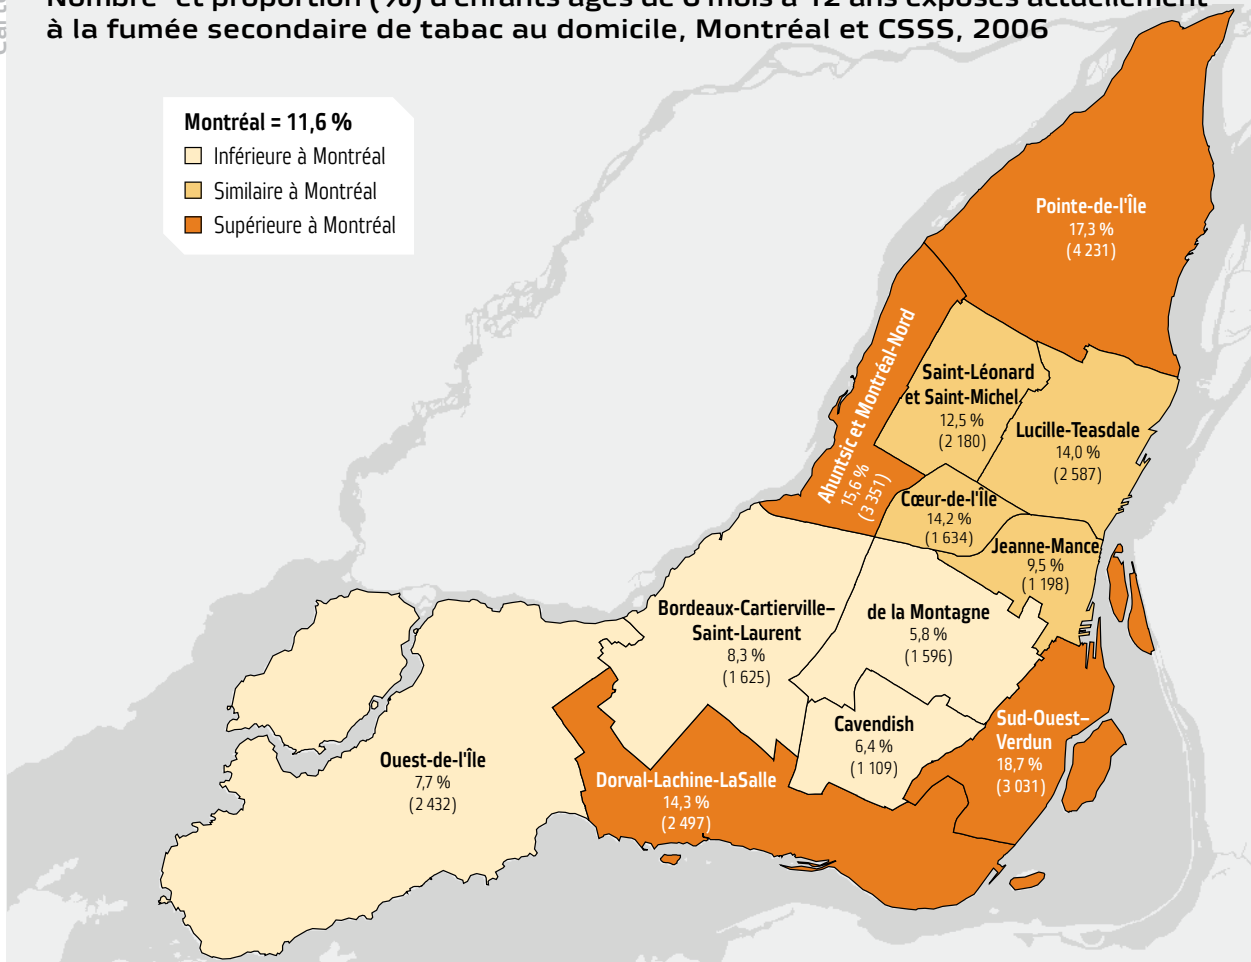 à la fumée secondaire de tabac au domicile, Montréal et CSSS, 2006
Montréal = 11,6 %
Inférieure à Montréal
Similaire à Montréal
Supérieure à Montréal
Pointe-de-l'Île
17,3 %
(4 231)
Ahuntsic et Montréal-Nord
15,6 %
(3 351)
Saint-Léonard
et Saint-Michel
12,5 %
(2 180)
Lucille-Teasdale
14,0 %
(2 587)
Cœur-de-l'Île
14,2 %
(1 634)
Jeanne-Mance
9,5 %
(1 198)
Bordeaux-Cartierville–
Saint-Laurent
8,3 %
(1 625)
de la Montagne
5,8 %
(1 596)
Cavendish
6,4 %
(1 109)
Sud-Ouest–
Verdun
18,7 %
(3 031)
Ouest-de-l'Île
7,7 %
(2 432)
Dorval-Lachine-LaSalle
14,3 %
(2 497)